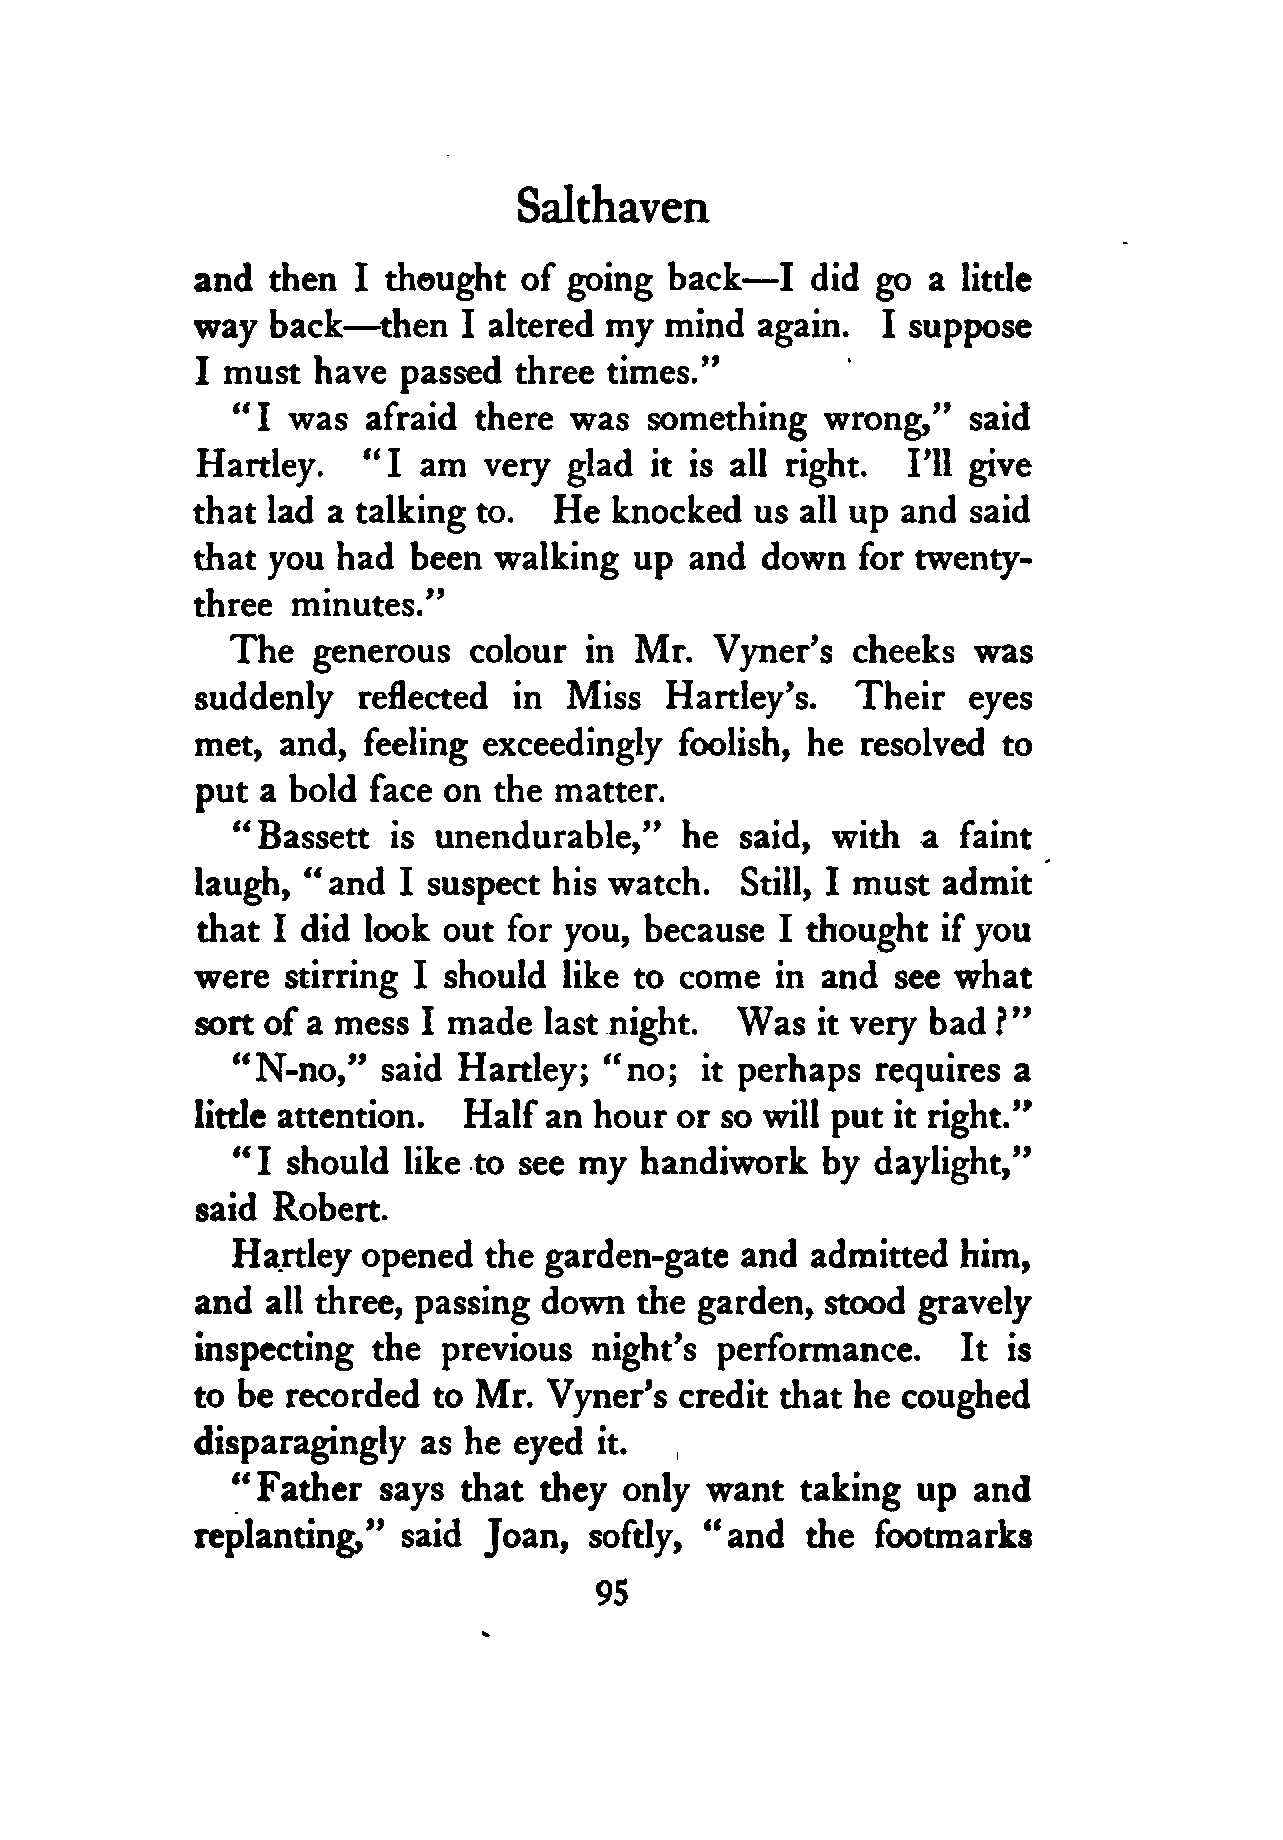 Salthaven
and then I thought of going back—I did go a little
way back—then I altered my mind again. I suppose
I must have passed three times."
"I was afraid there was something wrong," said
Hartley. "I am very glad it is all right. I'll give
that lad a talking to. He knocked us all up and said
that you had been walking up and down for twenty-
three minutes."
The generous colour in Mr. Vyner's cheeks was
suddenly reflected in Miss Hartley's. Their eyes
met, and, feeling exceedingly foolish, he resolved to
put a bold face on the matter.
"Bassett is unendurable," he said, with a faint
laugh, "and I suspect his watch. Still, I must admit
that I did look out for you, because I thought if you
were stirring I should like to come in and see what
sort of a mess I made last night. Was it very bad?"
"N-no," said Hartley; "no; it perhaps requires a
little attention. Half an hour or so will put it right."
"I should like to see my handiwork by daylight,"
said Robert.
Hartley opened the garden-gate and admitted him,
and all three, passing down the garden, stood gravely
inspecting the previous night's performance. It is
to be recorded to Mr. Vyner's credit that he coughed
disparagingly as he eyed it.
"Father says that they only want taking up and
replanting," said Joan, softly, "and the footmarks
95